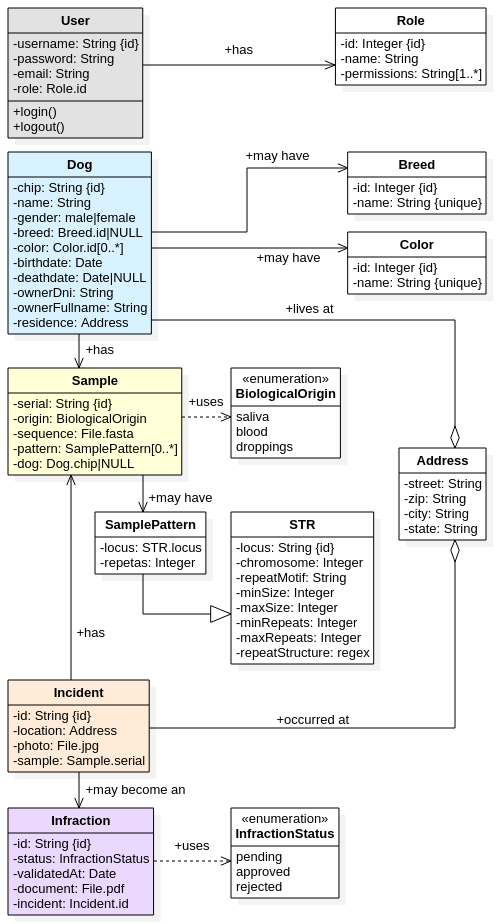 User
-username: String {id}
-password: String
-email: String
-role: Role.id
+login()
+logout()
+has
Role
-id: Integer {id}
-name: String
-permissions: String[1..*]
Dog
-chip: String {id}
-name: String
-gender: male|female
-breed: Breed.id|NULL
-color: Color.id[0..*]
-birthdate: Date
-deathdate: Date|NULL
-ownerDni: String
-ownerFullname: String
-residence: Address
+may have
Breed
-id: Integer {id}
-name: String {unique}
+may have
Color
-id: Integer {id}
-name: String {unique}
+lives at
+has
Sample
-serial: String {id}
-origin: BiologicalOrigin
-sequence: File.fasta
-pattern: SamplePattern[0..*]
-dog: Dog.chip|NULL
+uses
«enumeration»
BiologicalOrigin
saliva
blood
droppings
Address
-street: String
-zip: String
-city: String
-state: String
+may have
SamplePattern
-locus: STR.locus
-repetas: Integer
STR
-locus: String {id}
-chromosome: Integer
-repeatMotif: String
-minSize: Integer
-maxSize: Integer
-minRepeats: Integer
-maxRepeats: Integer
-repeatStructure: regex
+has
Incident
-id: String {id}
-location: Address
-photo: File.jpg
-sample: Sample.serial
+occurred at
+may become an
Infraction
-id: String {id}
-status: InfractionStatus
-validatedAt: Date
-document: File.pdf
-incident: Incident.id
+uses
«enumeration»
InfractionStatus
pending
approved
rejected